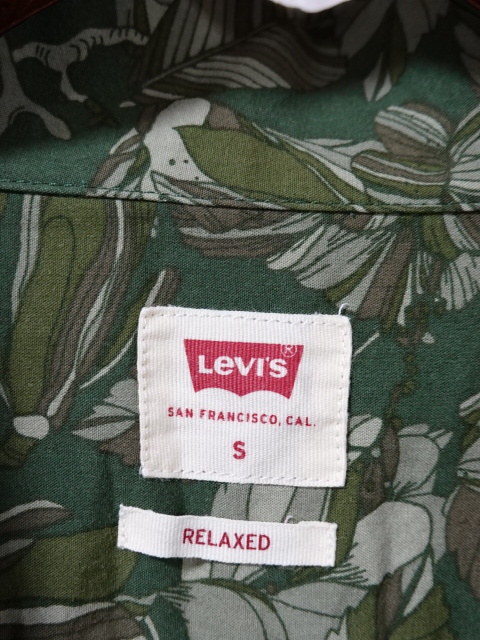 Levi's®
SAN FRANCISCO, CAL.
S
RELAXED